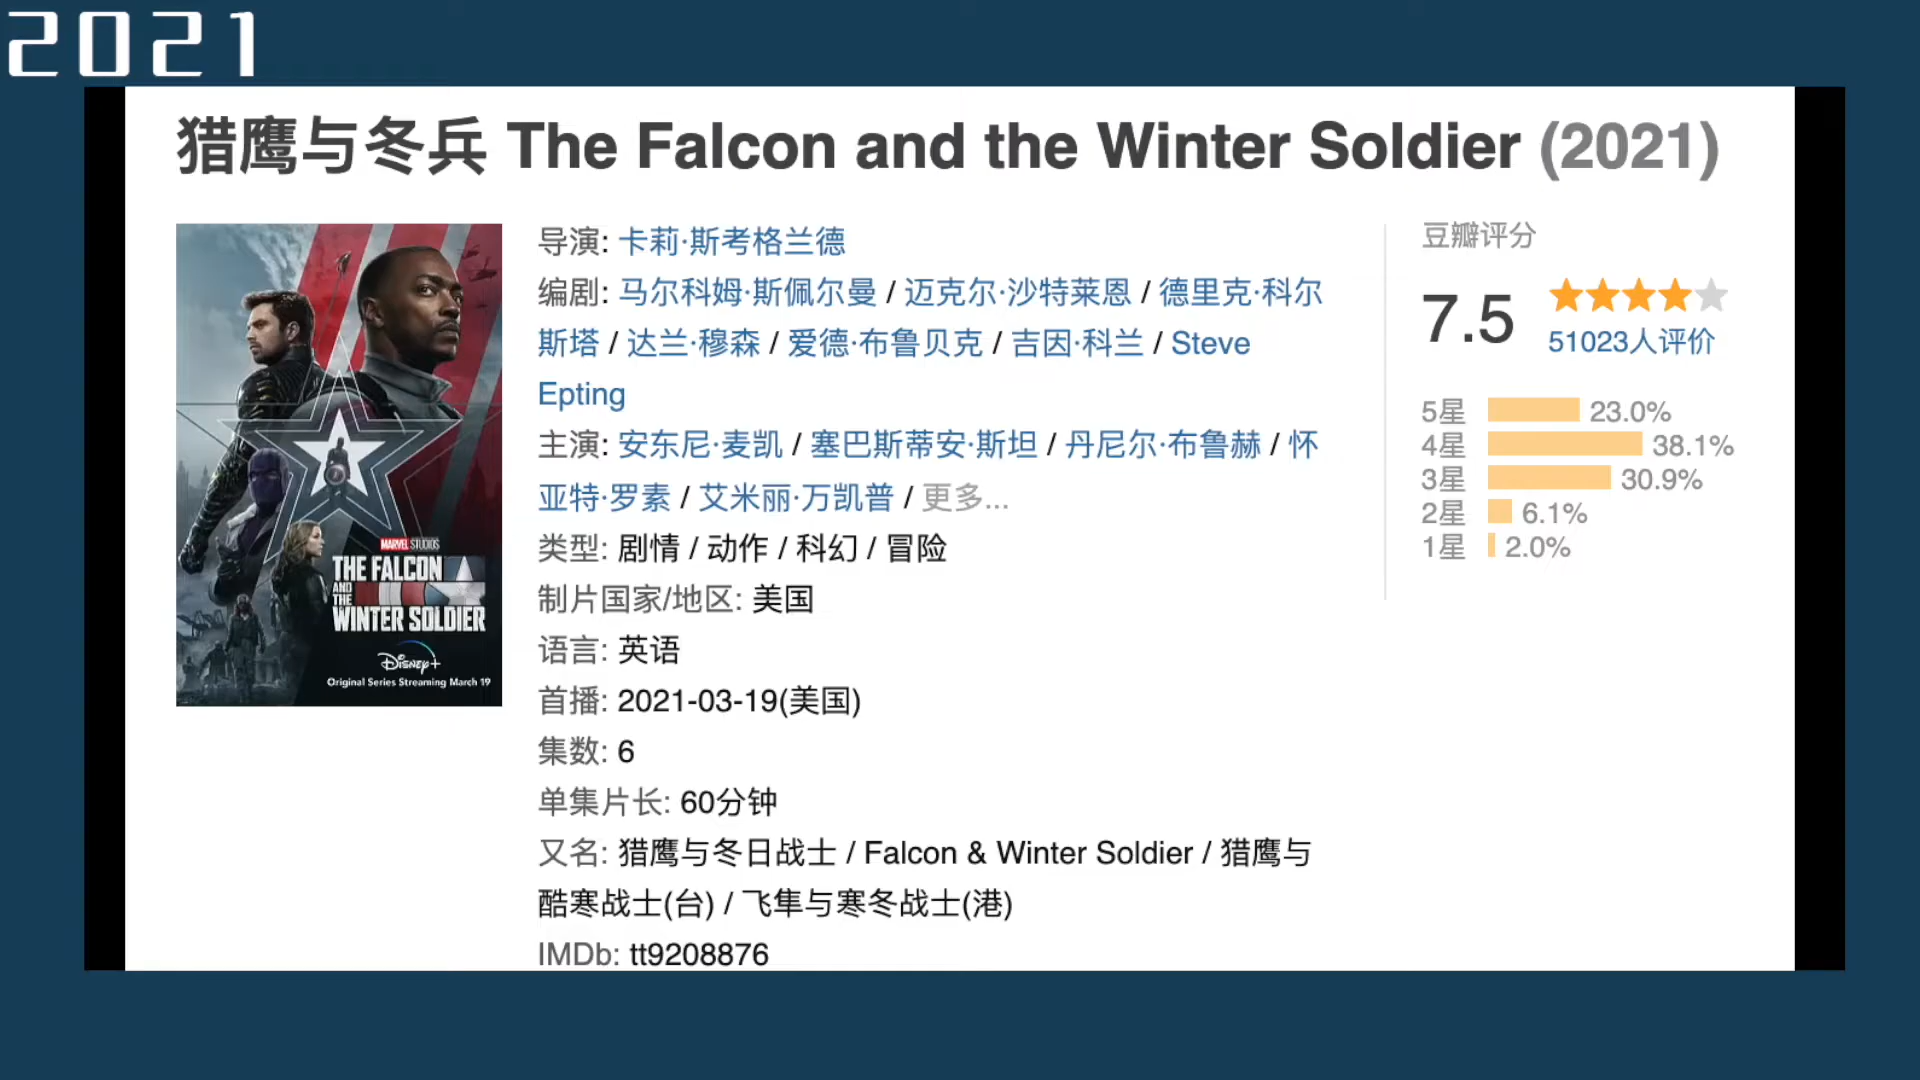 2021
猎鹰与冬兵 The Falcon and the Winter Soldier (2021)
MARVEL STUDIOS
THE FALCON
AND THE
WINTER SOLDIER
Disney+
Original Series Streaming March 19
导演: 卡莉·斯考格兰德
编剧: 马尔科姆·斯佩尔曼 / 迈克尔·沙特莱恩 / 德里克·科尔
斯塔 / 达兰·穆森 / 爱德·布鲁贝克 / 吉因·科兰 / Steve
Epting
主演: 安东尼·麦凯 / 塞巴斯蒂安·斯坦 / 丹尼尔·布鲁赫 / 怀
亚特·罗素 / 艾米丽·万凯普 / 更多...
类型: 剧情 / 动作 / 科幻 / 冒险
制片国家/地区: 美国
语言: 英语
首播: 2021-03-19(美国)
集数: 6
单集片长: 60分钟
又名: 猎鹰与冬日战士 / Falcon & Winter Soldier / 猎鹰与
酷寒战士(台) / 飞隼与寒冬战士(港)
IMDb: tt9208876
豆瓣评分
7.5
51023人评价
5星 23.0%
4星 38.1%
3星 30.9%
2星 6.1%
1星 2.0%